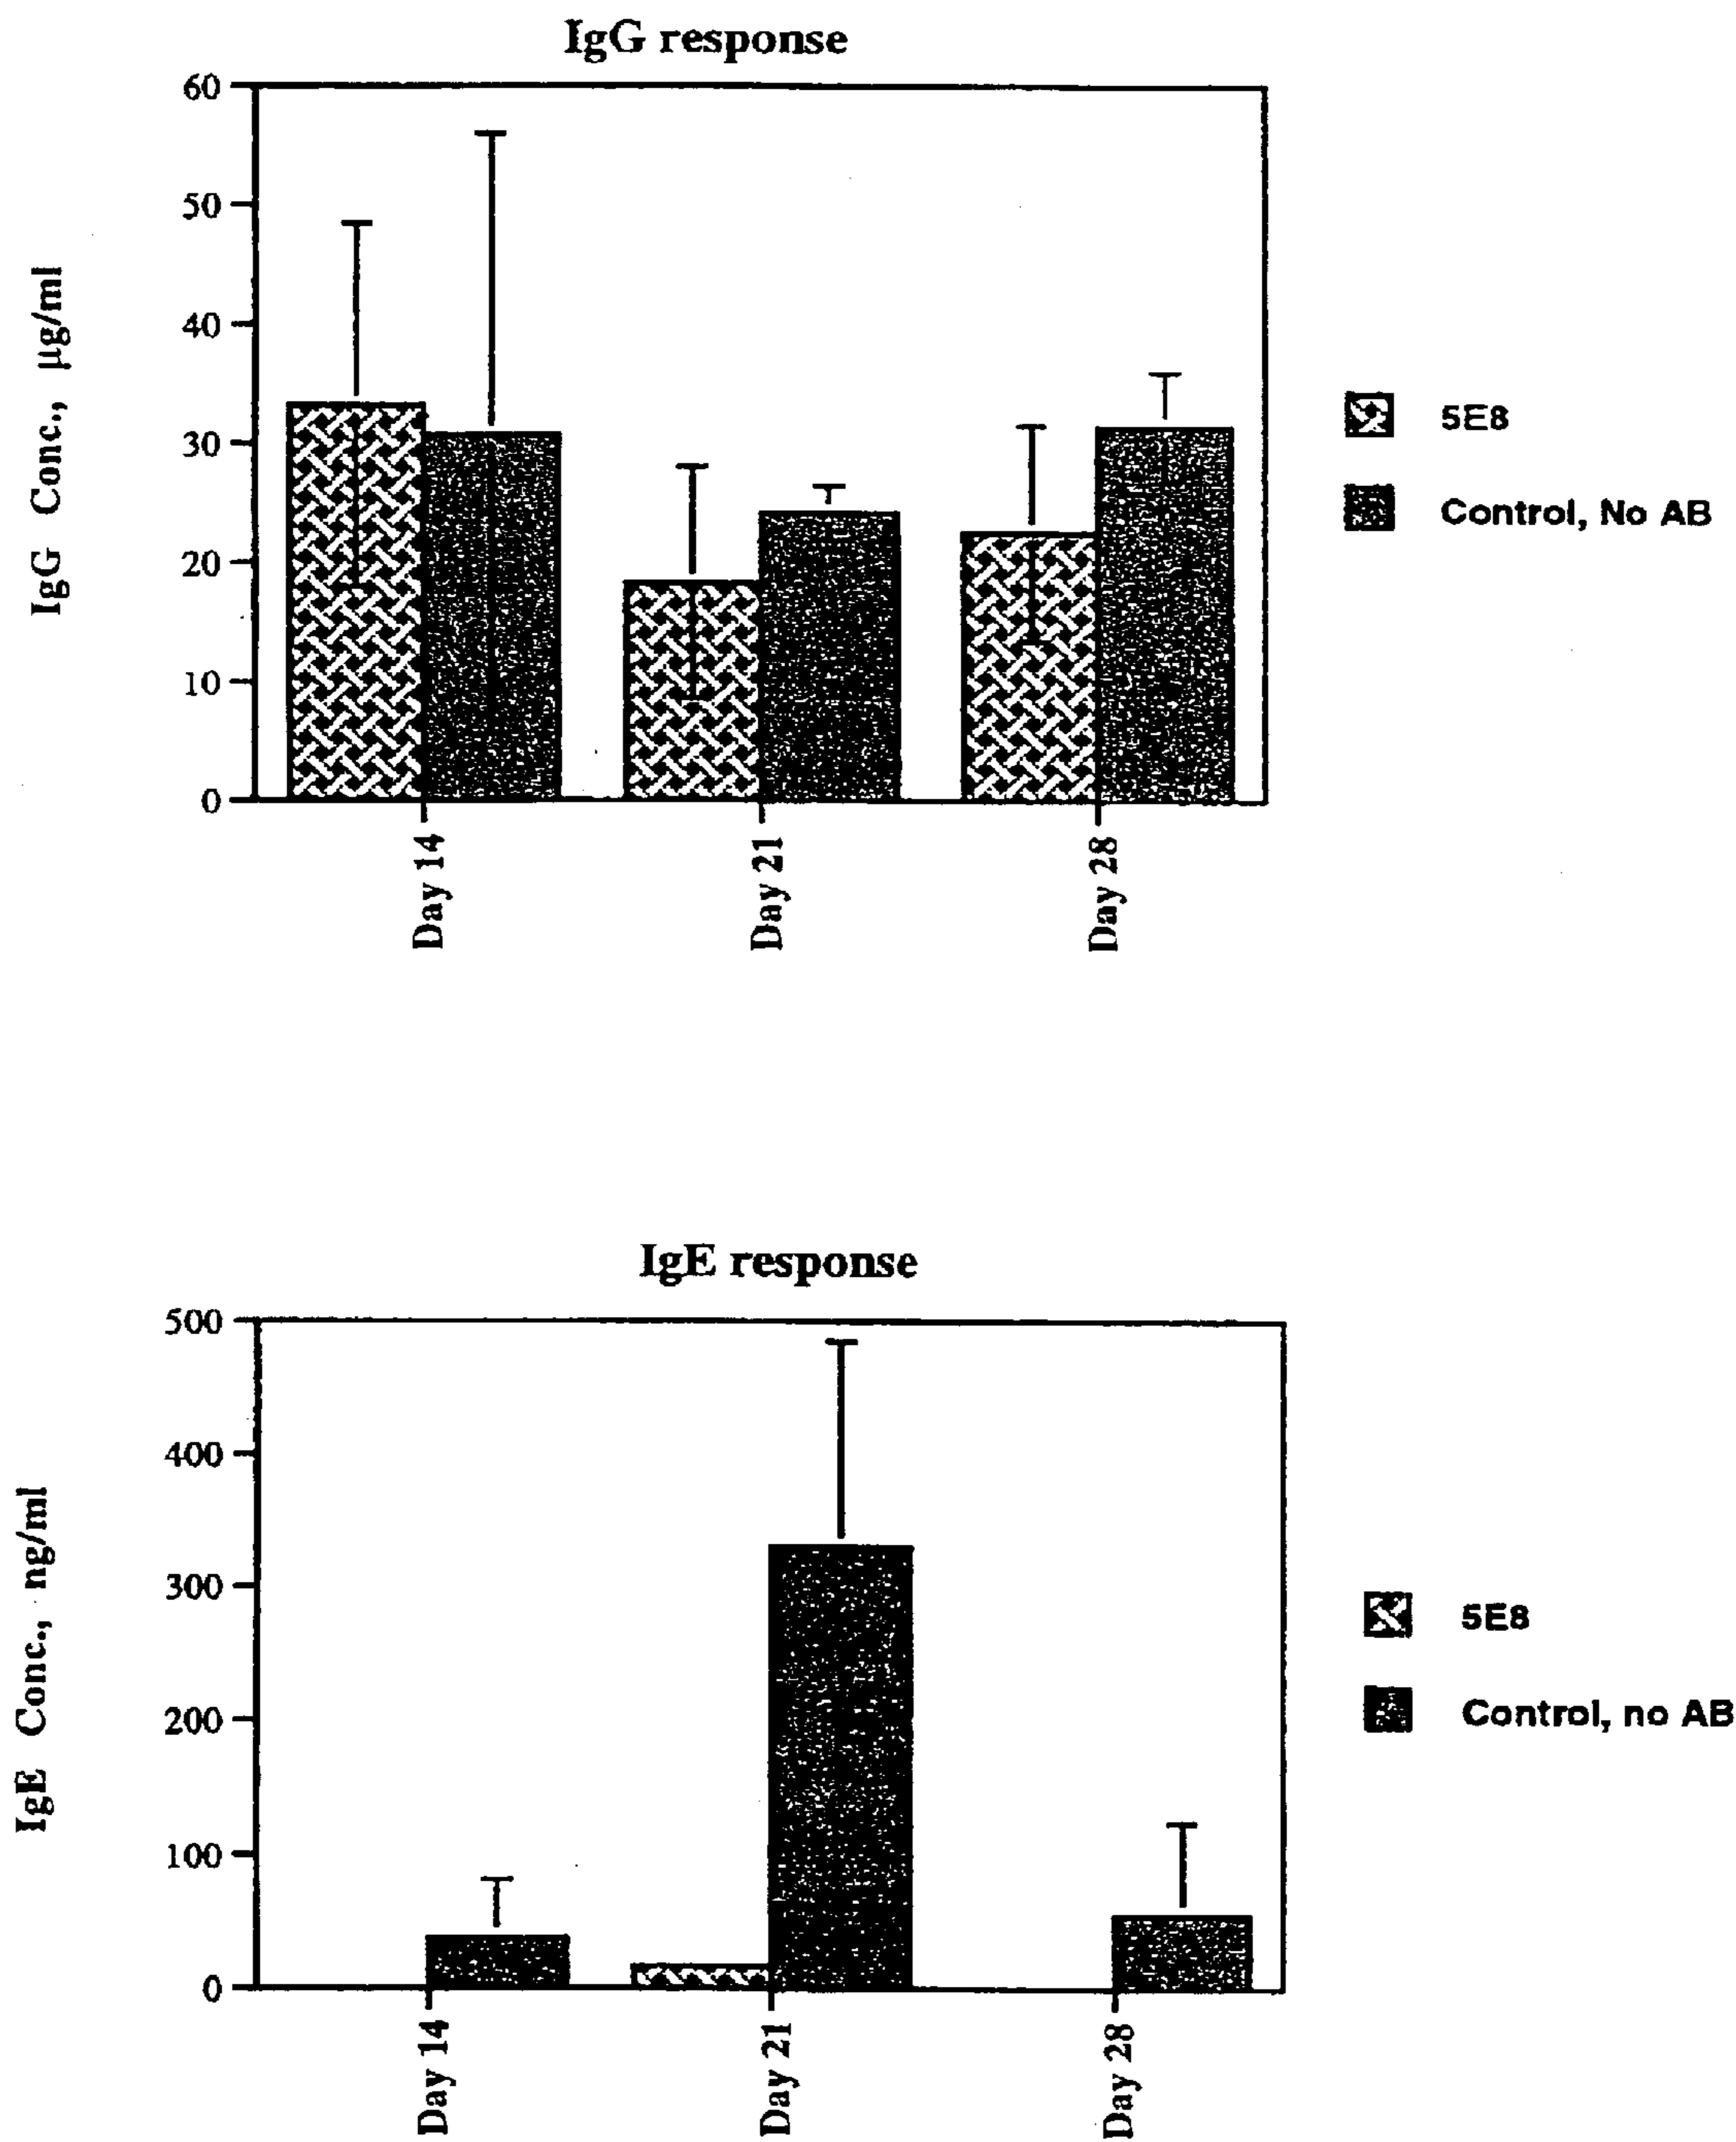 IgG response
60
50
40
30
20
10
0
IgG Conc., µg/ml
Day 14
Day 21
Day 28
5E8
Control, No AB
IgE response
500
400
300
200
100
0
IgE Conc., ng/ml
Day 14
Day 21
Day 28
5E8
Control, no AB